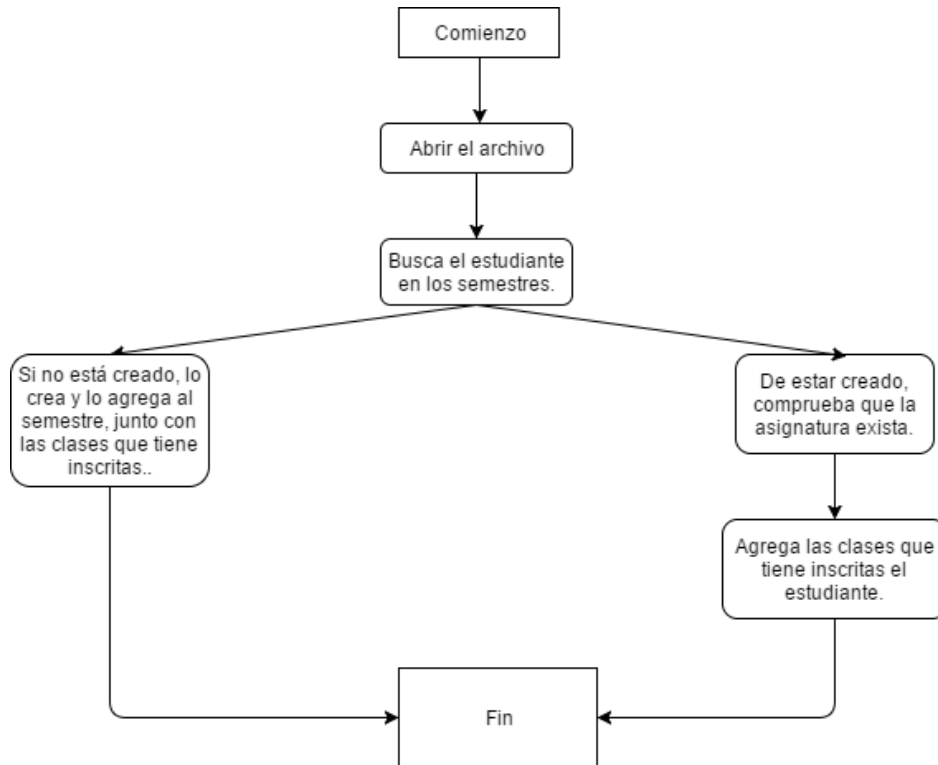 Comienzo
Abrir el archivo
Busca el estudiante
en los semestres.
Si no está creado, lo
crea y lo agrega al
semestre, junto con
las clases que tiene
inscritas..
De estar creado,
comprueba que la
asignatura exista.
Agrega las clases que
tiene inscritas el
estudiante.
Fin